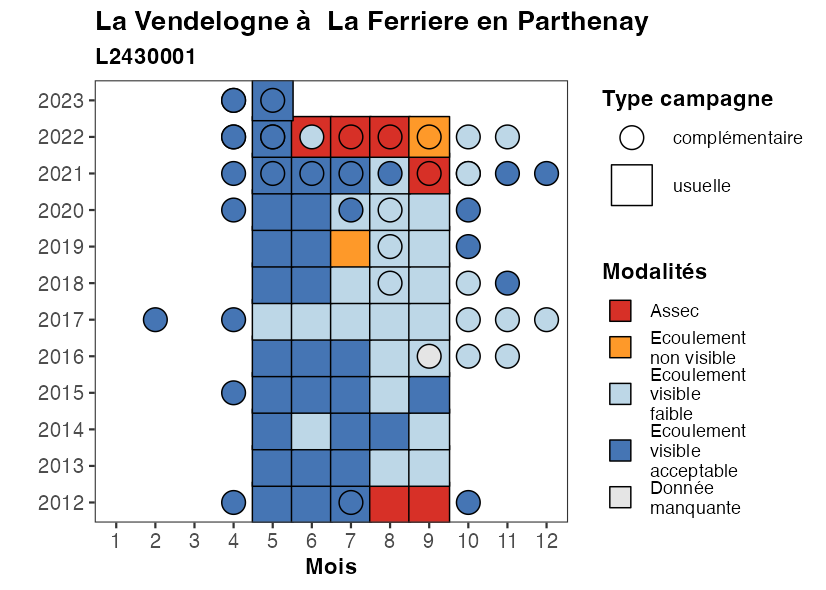 La Vendelogne à  La Ferriere en Parthenay
L2430001
2023
2022
2021
2020
2019
2018
2017
2016
2015
2014
2013
2012
1 2 3 4 5 6 7 8 9 10 11 12
Mois
Type campagne
complémentaire
usuelle
Modalités
Assec
Ecoulement
non visible
Ecoulement
visible
faible
Ecoulement
visible
acceptable
Donnée
manquante